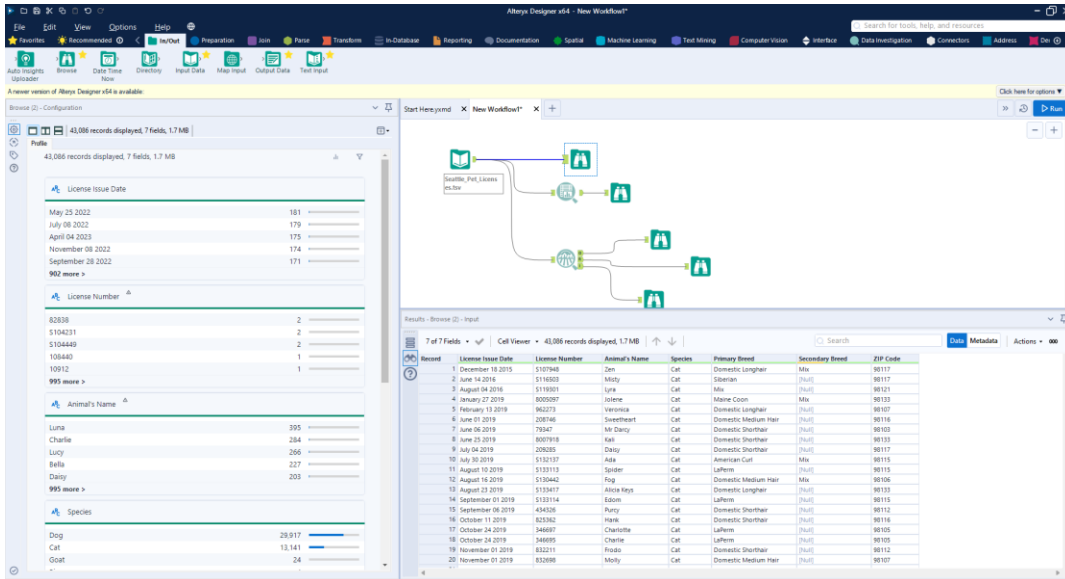 Alteryx Designer x64 - New Workflow1*
File Edit View Options Help
Search for tools, help, and resources
Favorites Recommended In/Out Preparation Join Parse Transform In-Database Reporting Documentation Spatial Machine Learning Text Mining Computer Vision Interface Data Investigation Connectors Address
Auto Insights Uploader
Browse
Date Time Now
Directory
Input Data
Map Input
Output Data
Text Input
A newer version of Alteryx Designer x64 is available.
Click here for options ▼
Browse (2) - Configuration
43,086 records displayed, 7 fields, 1.7 MB
Profile
43,086 records displayed, 7 fields, 1.7 MB
License Issue Date
May 25 2022 181
July 08 2022 179
April 04 2023 175
November 08 2022 174
September 28 2022 171
902 more >
License Number
82838 2
S104231 2
S104449 2
108440 1
10912 1
995 more >
Animal's Name
Luna 395
Charlie 284
Lucy 266
Bella 227
Daisy 203
995 more >
Species
Dog 29,917
Cat 13,141
Goat 24
Start Here.yxmd X New Workflow1* X +
Run
Seattle_Pet_Licens
es.tsv
Results - Browse (2) - Input
7 of 7 Fields Cell Viewer 43,086 records displayed, 1.7 MB
Search
Data Metadata Actions
Record License Issue Date License Number Animal's Name Species Primary Breed Secondary Breed ZIP Code
1 December 18 2015 S107948 Zen Cat Domestic Longhair Mix 98117
2 June 14 2016 S116503 Misty Cat Siberian [Null] 98117
3 August 04 2016 S119301 Lyra Cat Mix [Null] 98121
4 January 27 2019 8005097 Jolene Cat Maine Coon Mix 98133
5 February 13 2019 962273 Veronica Cat Domestic Longhair [Null] 98107
6 June 01 2019 208746 Sweetheart Cat Domestic Medium Hair [Null] 98116
7 June 06 2019 79347 Mr Darcy Cat Domestic Shorthair [Null] 98103
8 June 25 2019 8007918 Kali Cat Domestic Shorthair [Null] 98133
9 July 04 2019 209285 Daisy Cat Domestic Shorthair [Null] 98117
10 July 30 2019 S132137 Ada Cat American Curl Mix 98115
11 August 10 2019 S133113 Spider Cat LaPerm [Null] 98115
12 August 16 2019 S130442 Fog Cat Domestic Medium Hair Mix 98106
13 August 23 2019 S133417 Alicia Keys Cat Domestic Longhair [Null] 98133
14 September 01 2019 S133114 Edom Cat LaPerm [Null] 98115
15 September 06 2019 434328 Purcy Cat Domestic Shorthair [Null] 98112
16 October 11 2019 825362 Hank Cat Domestic Shorthair [Null] 98116
17 October 24 2019 346697 Charlotte Cat LaPerm [Null] 98105
18 October 24 2019 346695 Charlie Cat LaPerm [Null] 98105
19 November 01 2019 832211 Frodo Cat Domestic Shorthair [Null] 98112
20 November 01 2019 832698 Molly Cat Domestic Medium Hair [Null] 98107